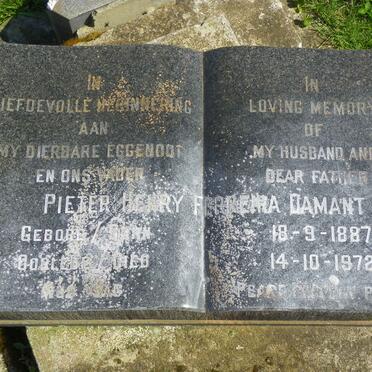 IN
LIEFDEVOLLE HERINNERING
AAN
MY DIERBARE EGGENOOT
EN ONS VADER
IN
LOVING MEMORY
OF
MY HUSBAND AND
DEAR FATHER
PIETER HENRY FERREIRA DAMANT
GEBORE / BORN 18-9-1887
OORLEDE / DIED 14-10-1972